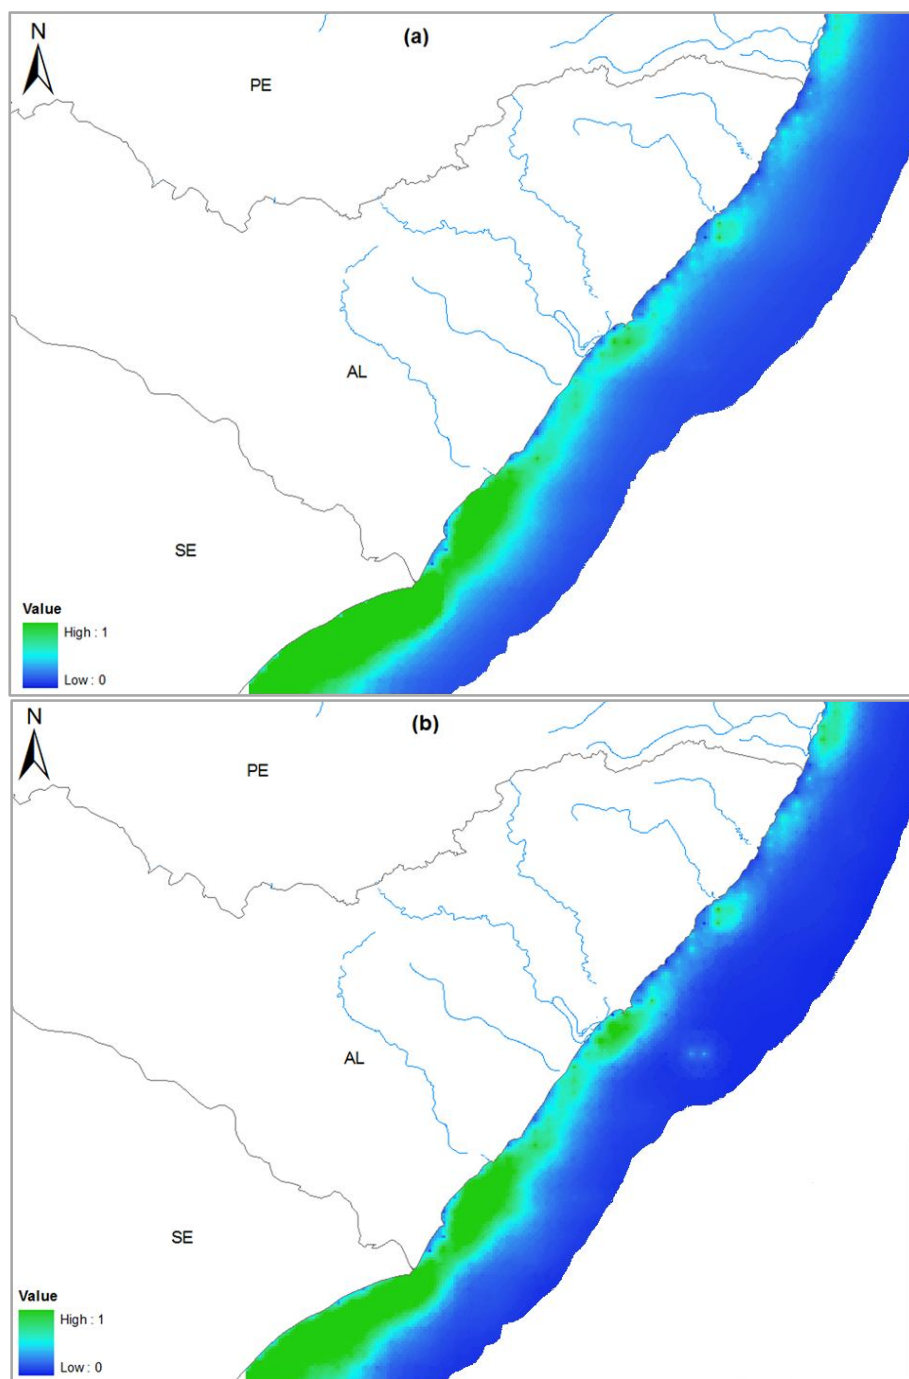 (a)
N
PE
AL
SE
Value
High : 1
Low : 0
(b)
N
PE
AL
SE
Value
High : 1
Low : 0